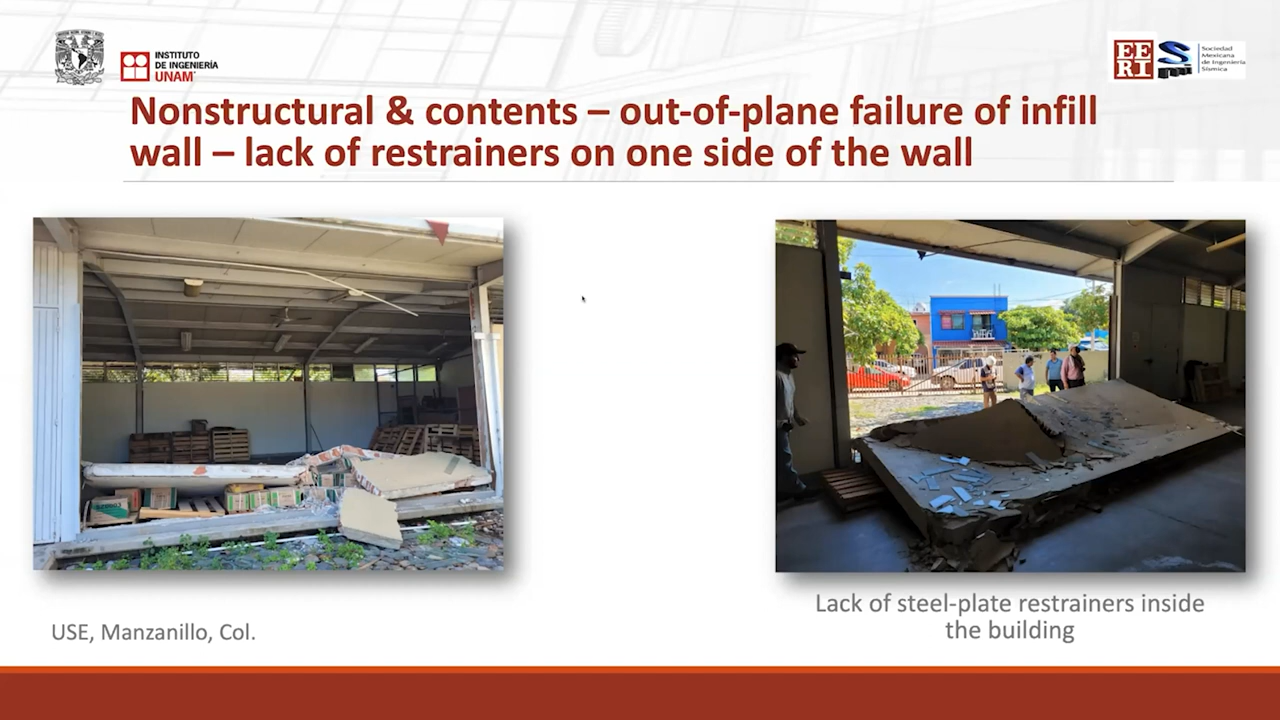 INSTITUTO
DE INGENIERÍA
UNAM
EE
RI
Sociedad
Mexicana
de Ingeniería
Sísmica
Nonstructural & contents – out-of-plane failure of infill
wall – lack of restrainers on one side of the wall
USE, Manzanillo, Col.
Lack of steel-plate restrainers inside
the building